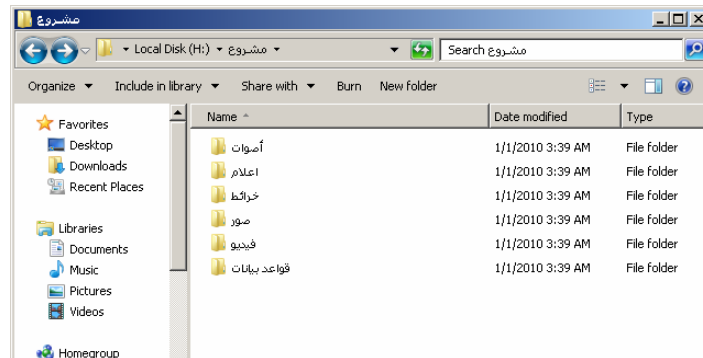 مشروع
Local Disk (H:) مشروع
Search مشروع
Organize Include in library Share with Burn New folder
Favorites
Desktop
Downloads
Recent Places
Libraries
Documents
Music
Pictures
Videos
Homegroup
Name Date modified Type
أصوات 1/1/2010 3:39 AM File folder
اعلام 1/1/2010 3:39 AM File folder
خرائط 1/1/2010 3:39 AM File folder
صور 1/1/2010 3:39 AM File folder
فيديو 1/1/2010 3:39 AM File folder
قواعد بيانات 1/1/2010 3:39 AM File folder